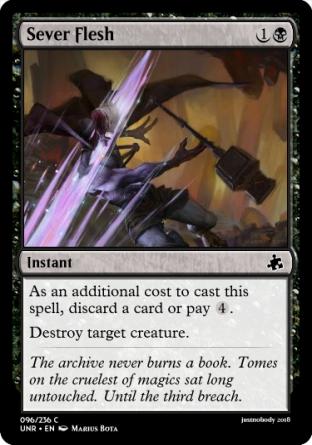 Sever Flesh 1
Instant
As an additional cost to cast this
spell, discard a card or pay 4.
Destroy target creature.
The archive never burns a book. Tomes
on the cruelest of magics sat long
untouched. Until the third breach.
096/236 C
justnobody 2018
UNR • EN Marius Bota